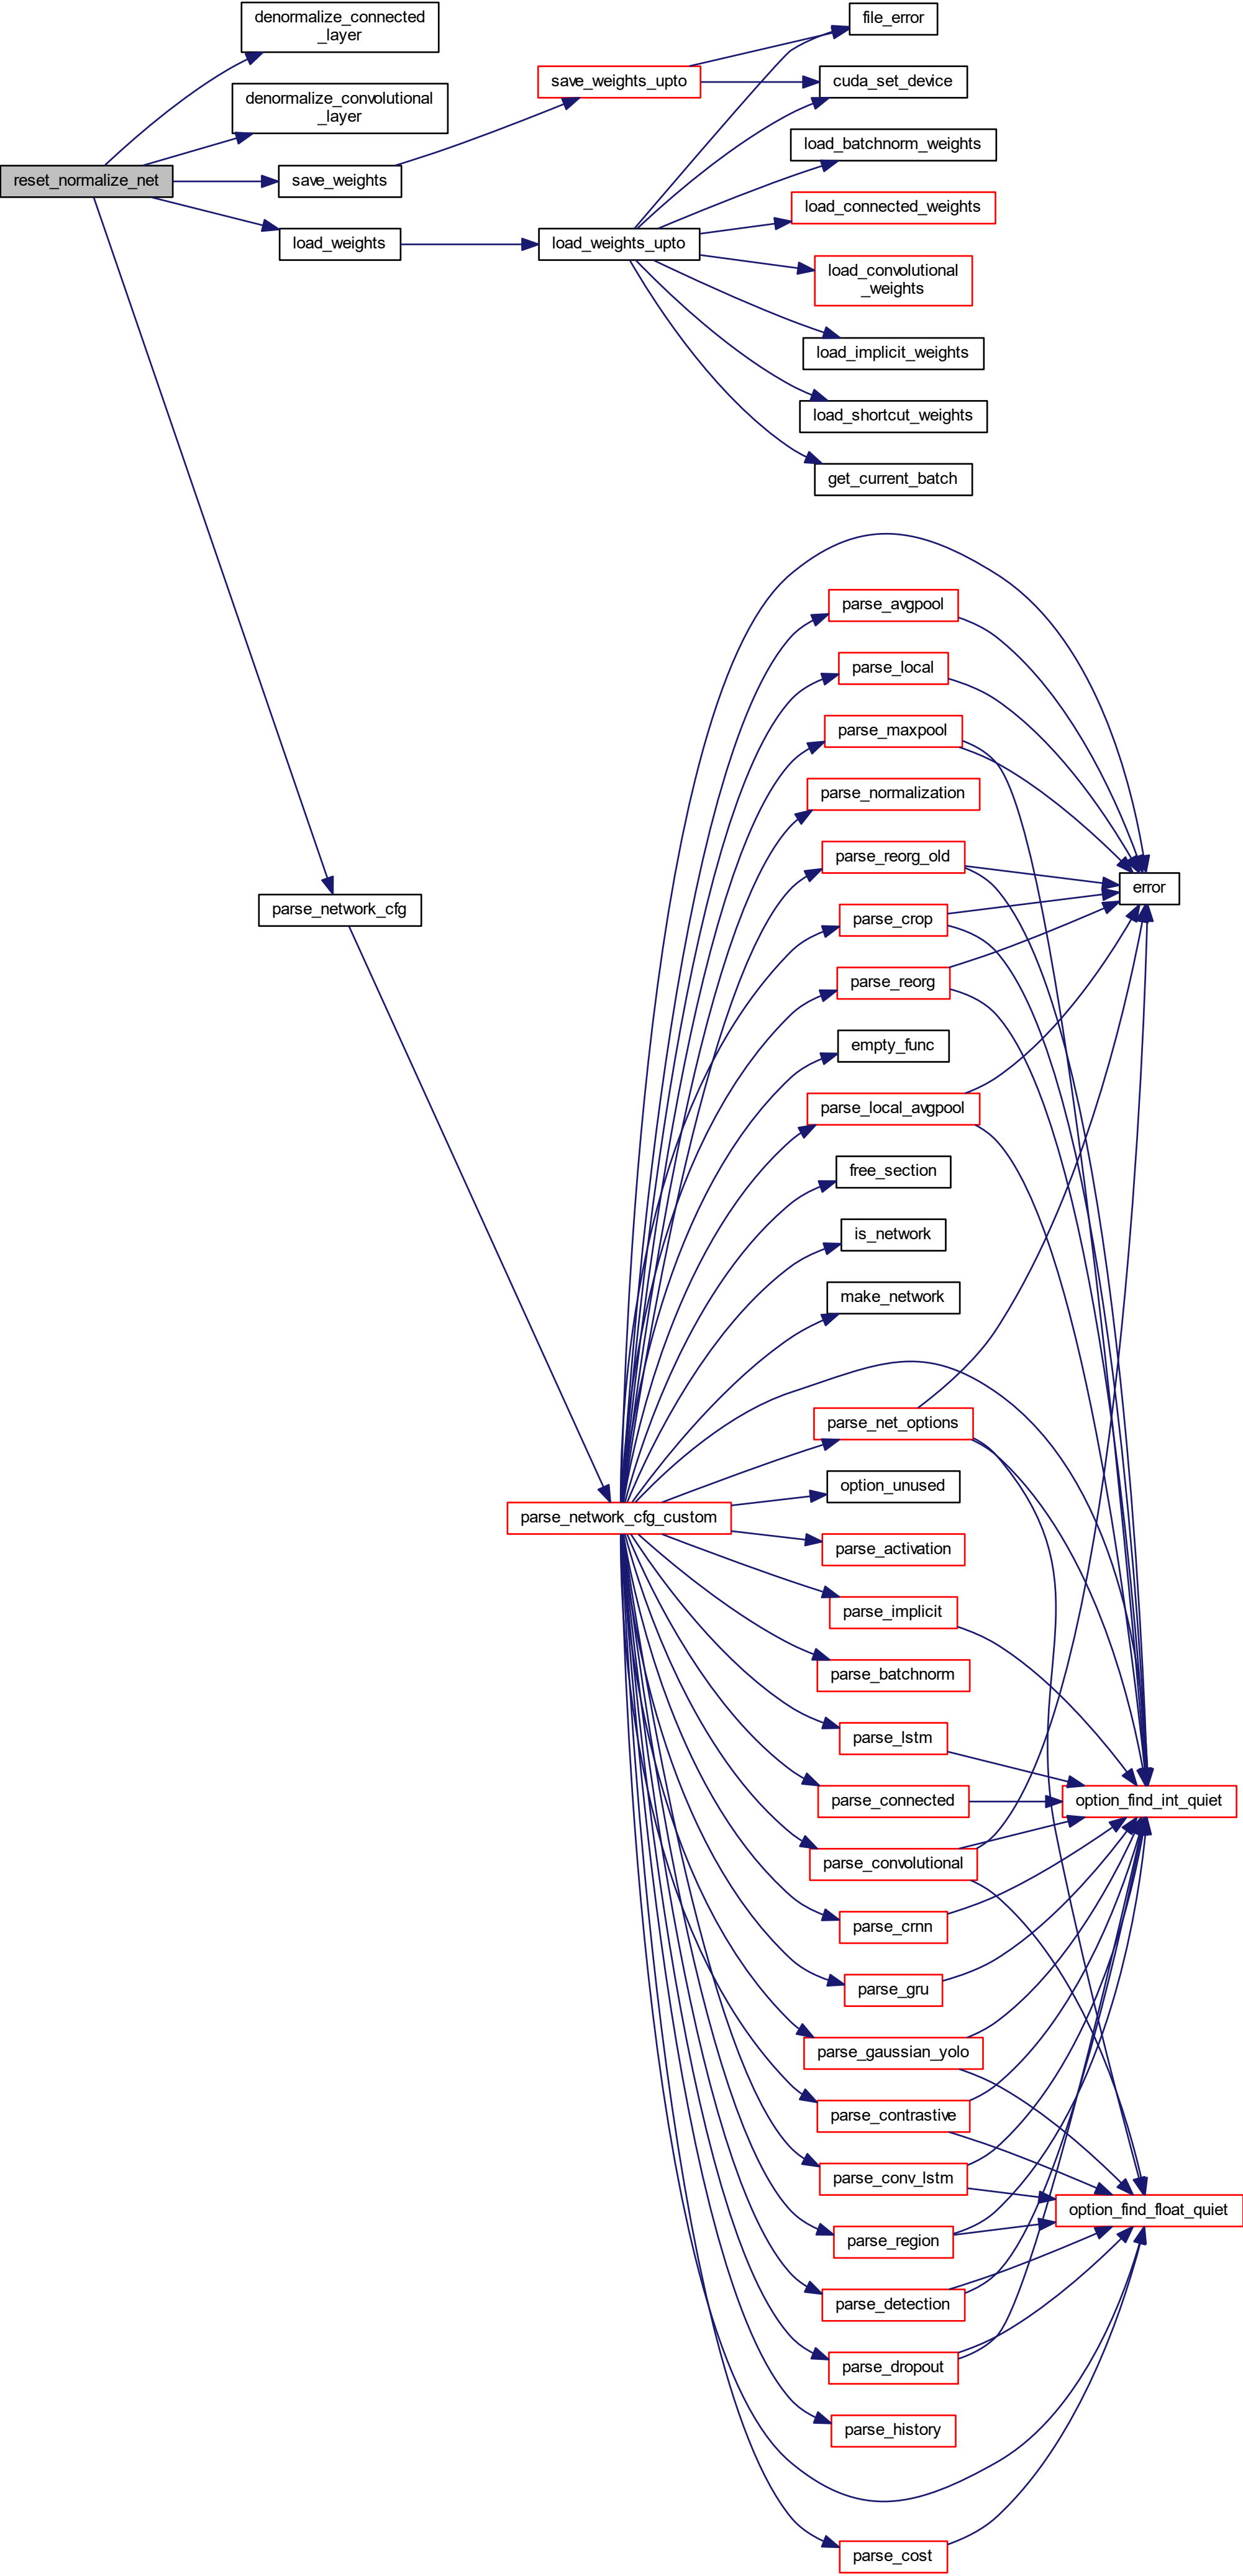 denormalize_connected
_layer
file_error
save_weights_upto
cuda_set_device
denormalize_convolutional
_layer
load_batchnorm_weights
reset_normalize_net
save_weights
load_connected_weights
load_weights
load_weights_upto
load_convolutional
_weights
load_implicit_weights
load_shortcut_weights
get_current_batch
parse_avgpool
parse_local
parse_maxpool
parse_normalization
parse_reorg_old
error
parse_network_cfg
parse_crop
parse_reorg
empty_func
parse_local_avgpool
free_section
is_network
make_network
parse_net_options
option_unused
parse_network_cfg_custom
parse_activation
parse_implicit
parse_batchnorm
parse_lstm
parse_connected
option_find_int_quiet
parse_convolutional
parse_crnn
parse_gru
parse_gaussian_yolo
parse_contrastive
parse_conv_lstm
option_find_float_quiet
parse_region
parse_detection
parse_dropout
parse_history
parse_cost